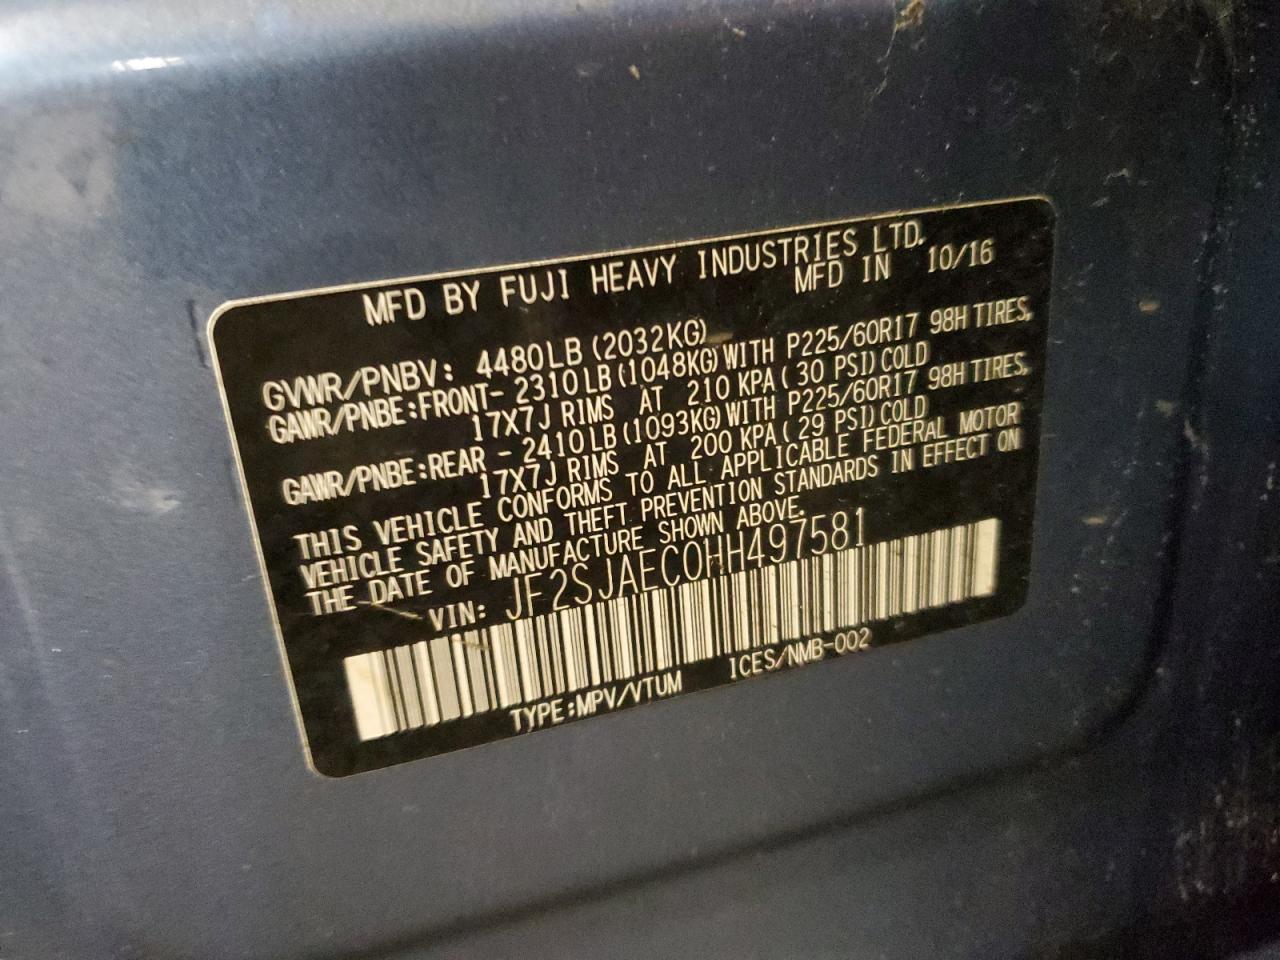 MFD BY FUJI HEAVY INDUSTRIES LTD.
MFD IN 10/16
GVWR/PNBV: 4480LB(2032KG)
GAWR/PNBE:FRONT- 2310LB(1048KG)WITH P225/60R17 98H TIRES,
17X7J RIMS AT 210 KPA(30 PSI)COLD
GAWR/PNBE:REAR - 2410LB(1093KG)WITH P225/60R17 98H TIRES,
17X7J RIMS AT 200 KPA(29 PSI)COLD
THIS VEHICLE CONFORMS TO ALL APPLICABLE FEDERAL MOTOR
VEHICLE SAFETY AND THEFT PREVENTION STANDARDS IN EFFECT ON
THE DATE OF MANUFACTURE SHOWN ABOVE.
VIN: JF2SJAEC0HH497581
TYPE:MPV/VTUM ICES/NMB-002